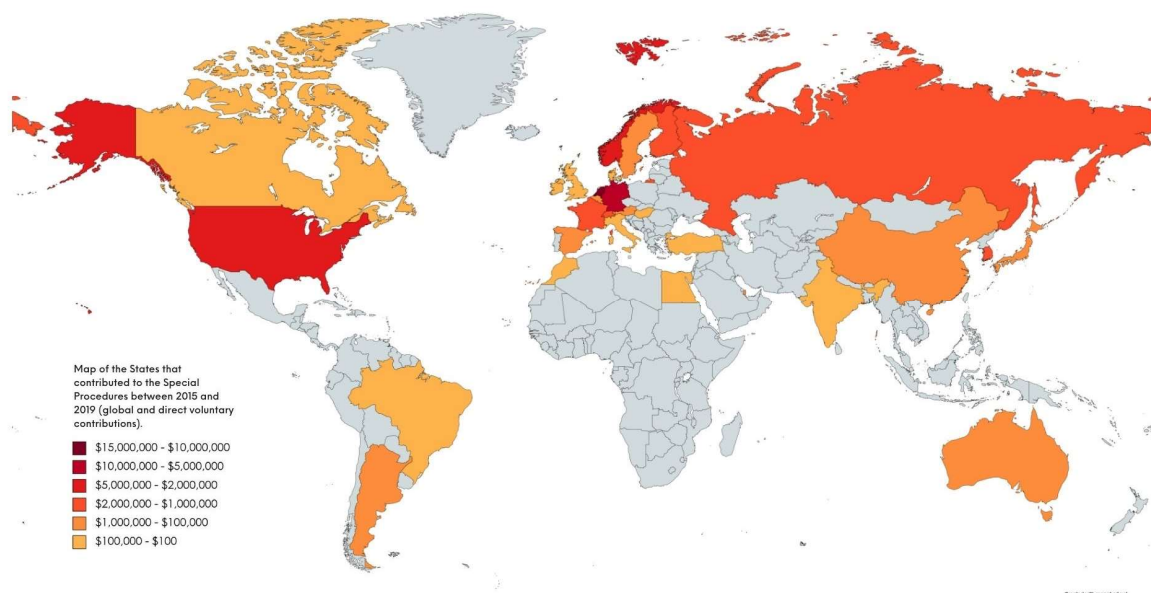 Map of the States that
contributed to the Special
Procedures between 2015 and
2019 (global and direct voluntary
contributions).
$15,000,000 - $10,000,000
$10,000,000 - $5,000,000
$5,000,000 - $2,000,000
$2,000,000 - $1,000,000
$1,000,000 - $100,000
$100,000 - $100